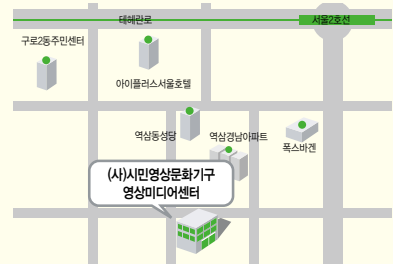 테헤란로
서울2호선
구로2동주민센터
아이플러스서울호텔
역삼동성당
역삼경남아파트
폭스바겐
(사)시민영상문화기구
영상미디어센터